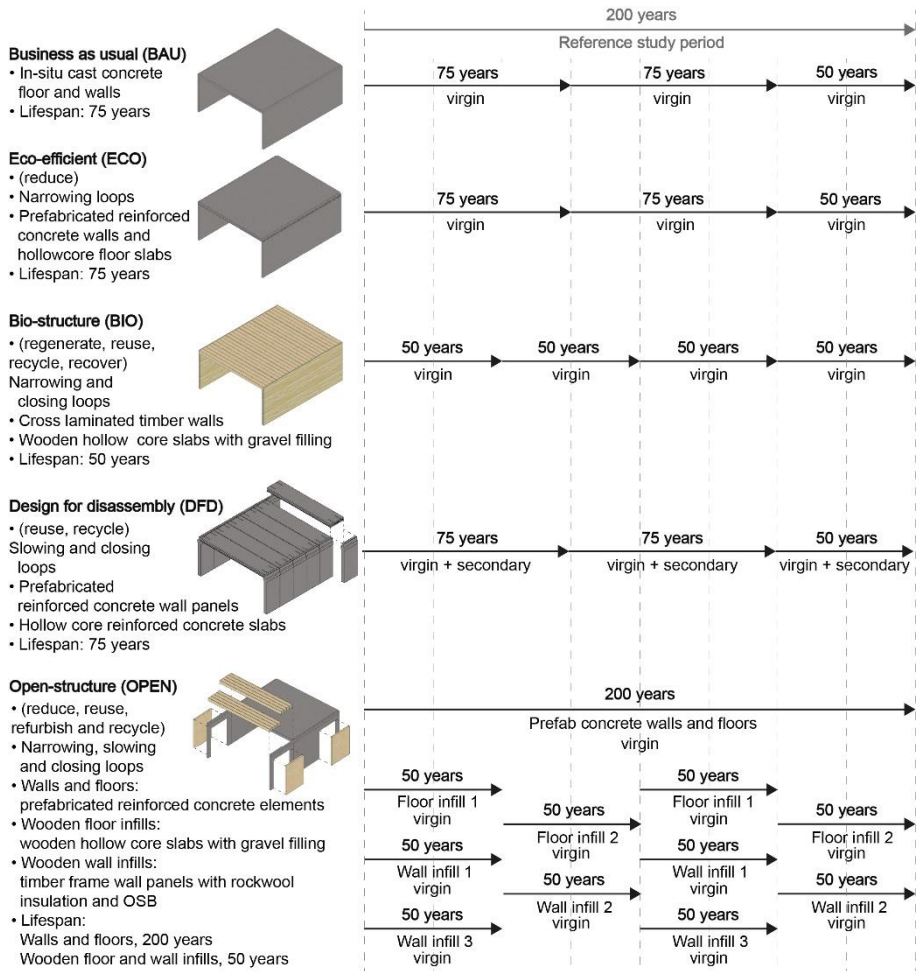 200 years
Reference study period
Business as usual (BAU)
• In-situ cast concrete
floor and walls
• Lifespan: 75 years
75 years
virgin
75 years
virgin
50 years
virgin
Eco-efficient (ECO)
• (reduce)
• Narrowing loops
• Prefabricated reinforced
concrete walls and
hollowcore floor slabs
• Lifespan: 75 years
75 years
virgin
75 years
virgin
50 years
virgin
Bio-structure (BIO)
• (regenerate, reuse,
recycle, recover)
Narrowing and
closing loops
• Cross laminated timber walls
• Wooden hollow core slabs with gravel filling
• Lifespan: 50 years
50 years
virgin
50 years
virgin
50 years
virgin
50 years
virgin
Design for disassembly (DFD)
• (reuse, recycle)
Slowing and closing
loops
• Prefabricated
reinforced concrete wall panels
• Hollow core reinforced concrete slabs
• Lifespan: 75 years
75 years
virgin + secondary
75 years
virgin + secondary
50 years
virgin + secondary
Open-structure (OPEN)
• (reduce, reuse,
refurbish and recycle)
• Narrowing, slowing
and closing loops
• Walls and floors:
prefabricated reinforced concrete elements
• Wooden floor infills:
wooden hollow core slabs with gravel filling
• Wooden wall infills:
timber frame wall panels with rockwool
insulation and OSB
• Lifespan:
Walls and floors, 200 years
Wooden floor and wall infills, 50 years
200 years
Prefab concrete walls and floors
virgin
50 years
Floor infill 1
virgin
50 years
Floor infill 2
virgin
50 years
Floor infill 1
virgin
50 years
Floor infill 2
virgin
50 years
Wall infill 1
virgin
50 years
Wall infill 2
virgin
50 years
Wall infill 1
virgin
50 years
Wall infill 2
virgin
50 years
Wall infill 3
virgin
50 years
Wall infill 3
virgin